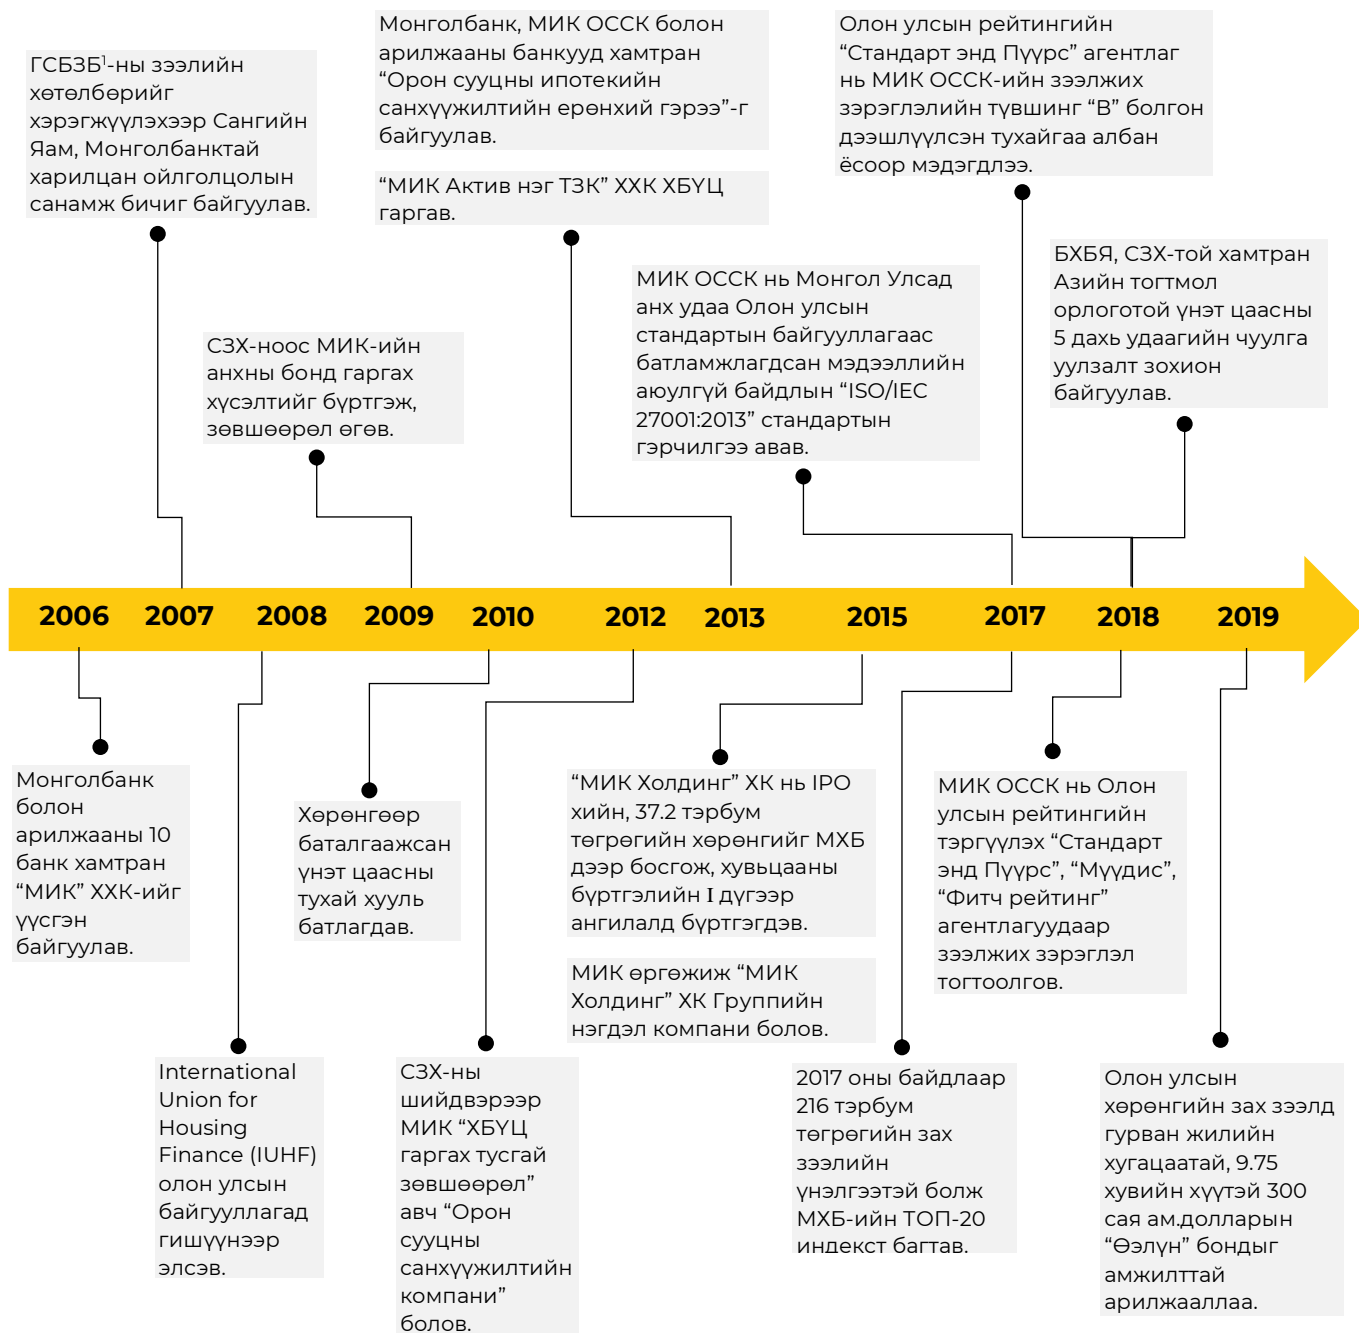 ГСБЗБ¹-ны зээлийн
хөтөлбөрийг
хэрэгжүүлэхээр Сангийн
Яам, Монголбанктай
харилцан ойлголцолын
санамж бичиг байгуулав.
Монголбанк, МИК ОССК болон
арилжааны банкууд хамтран
“Орон сууцны ипотекийн
санхүүжилтийн ерөнхий гэрээ”-г
байгуулав.
“МИК Актив нэг ТЗК” ХХК ХБҮЦ
гаргав.
Олон улсын рейтингийн
“Стандарт энд Пүүрс” агентлаг
нь МИК ОССК-ийн зээлжих
зэрэглэлийн түвшинг “B” болгон
дээшлүүлсэн тухайгаа албан
ёсоор мэдэгдлээ.
СЗХ-ноос МИК-ийн
анхны бонд гаргах
хүсэлтийг бүртгэж,
зөвшөөрөл өгөв.
МИК ОССК нь Монгол Улсад
анх удаа Олон улсын
стандартын байгууллагаас
батламжлагдсан мэдээллийн
аюулгүй байдлын “ISO/IEC
27001:2013” стандартын
гэрчилгээ авав.
БХБЯ, СЗХ-той хамтран
Азийн тогтмол
орлоготой үнэт цаасны
5 дахь удаагийн чуулга
уулзалт зохион
байгуулав.
2006 2007 2008 2009 2010 2012 2013 2015 2017 2018 2019
Монголбанк
болон
арилжааны 10
банк хамтран
“МИК” ХХК-ийг
үүсгэн
байгуулав.
International
Union for
Housing
Finance (IUHF)
олон улсын
байгууллагад
гишүүнээр
элсэв.
Хөрөнгөөр
баталгаажсан
үнэт цаасны
тухай хууль
батлагдав.
СЗХ-ны
шийдвэрээр
МИК “ХБҮЦ
гаргах тусгай
зөвшөөрөл”
авч “Орон
сууцны
санхүүжилтийн
компани”
болов.
“МИК Холдинг” ХК нь IPO
хийн, 37.2 тэрбум
төгрөгийн хөрөнгийг МХБ
дээр босгож, хувьцааны
бүртгэлийн I дүгээр
ангилалд бүртгэгдэв.
МИК өргөжиж “МИК
Холдинг” ХК Группийн
нэгдэл компани болов.
2017 оны байдлаар
216 тэрбум
төгрөгийн зах
зээлийн
үнэлгээтэй болж
МХБ-ийн ТОП-20
индекст багтав.
МИК ОССК нь Олон
улсын рейтингийн
тэргүүлэх “Стандарт
энд Пүүрс”, “Мүүдис”,
“Фитч рейтинг”
агентлагуудаар
зээлжих зэрэглэл
тогтоолгов.
Олон улсын
хөрөнгийн зах зээлд
гурван жилийн
хугацаатай, 9.75
хувийн хүүтэй 300
сая ам.долларын
“Өэлүн” бондыг
амжилттай
арилжааллаа.